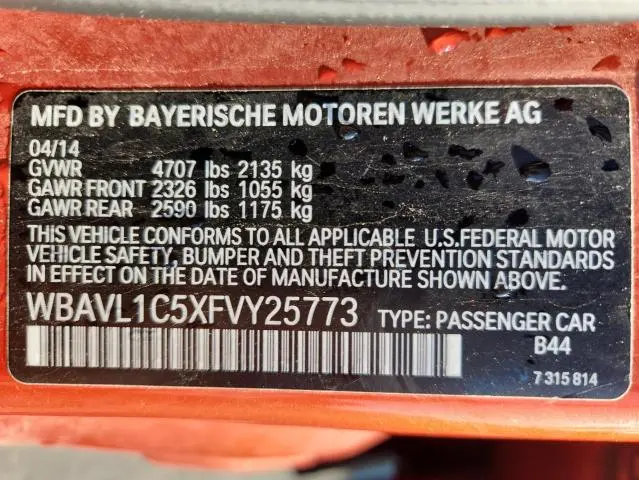 MFD BY BAYERISCHE MOTOREN WERKE AG
04/14
GVWR 4707 lbs 2135 kg
GAWR FRONT 2326 lbs 1055 kg
GAWR REAR 2590 lbs 1175 kg
THIS VEHICLE CONFORMS TO ALL APPLICABLE U.S.FEDERAL MOTOR
VEHICLE SAFETY, BUMPER AND THEFT PREVENTION STANDARDS
IN EFFECT ON THE DATE OF MANUFACTURE SHOWN ABOVE.
WBAVL1C5XFVY25773 TYPE: PASSENGER CAR
B44
7 315 814